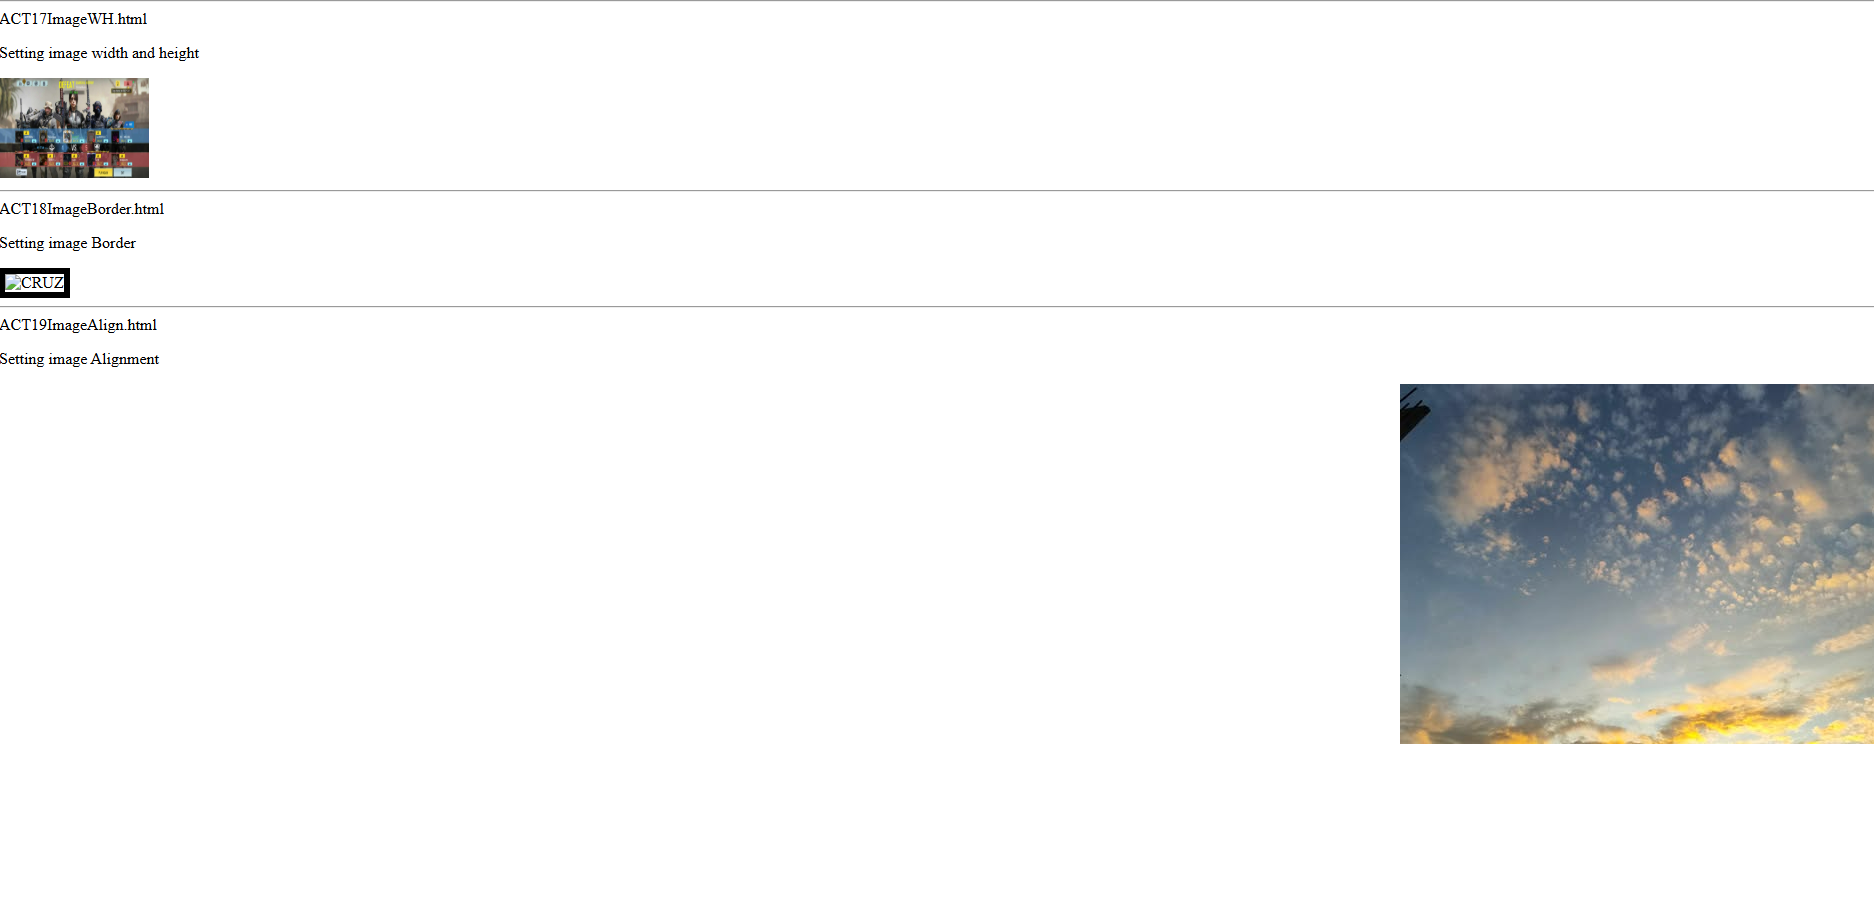 ACT17ImageWH.html
Setting image width and height
ACT18ImageBorder.html
Setting image Border
CRUZ
ACT19ImageAlign.html
Setting image Alignment